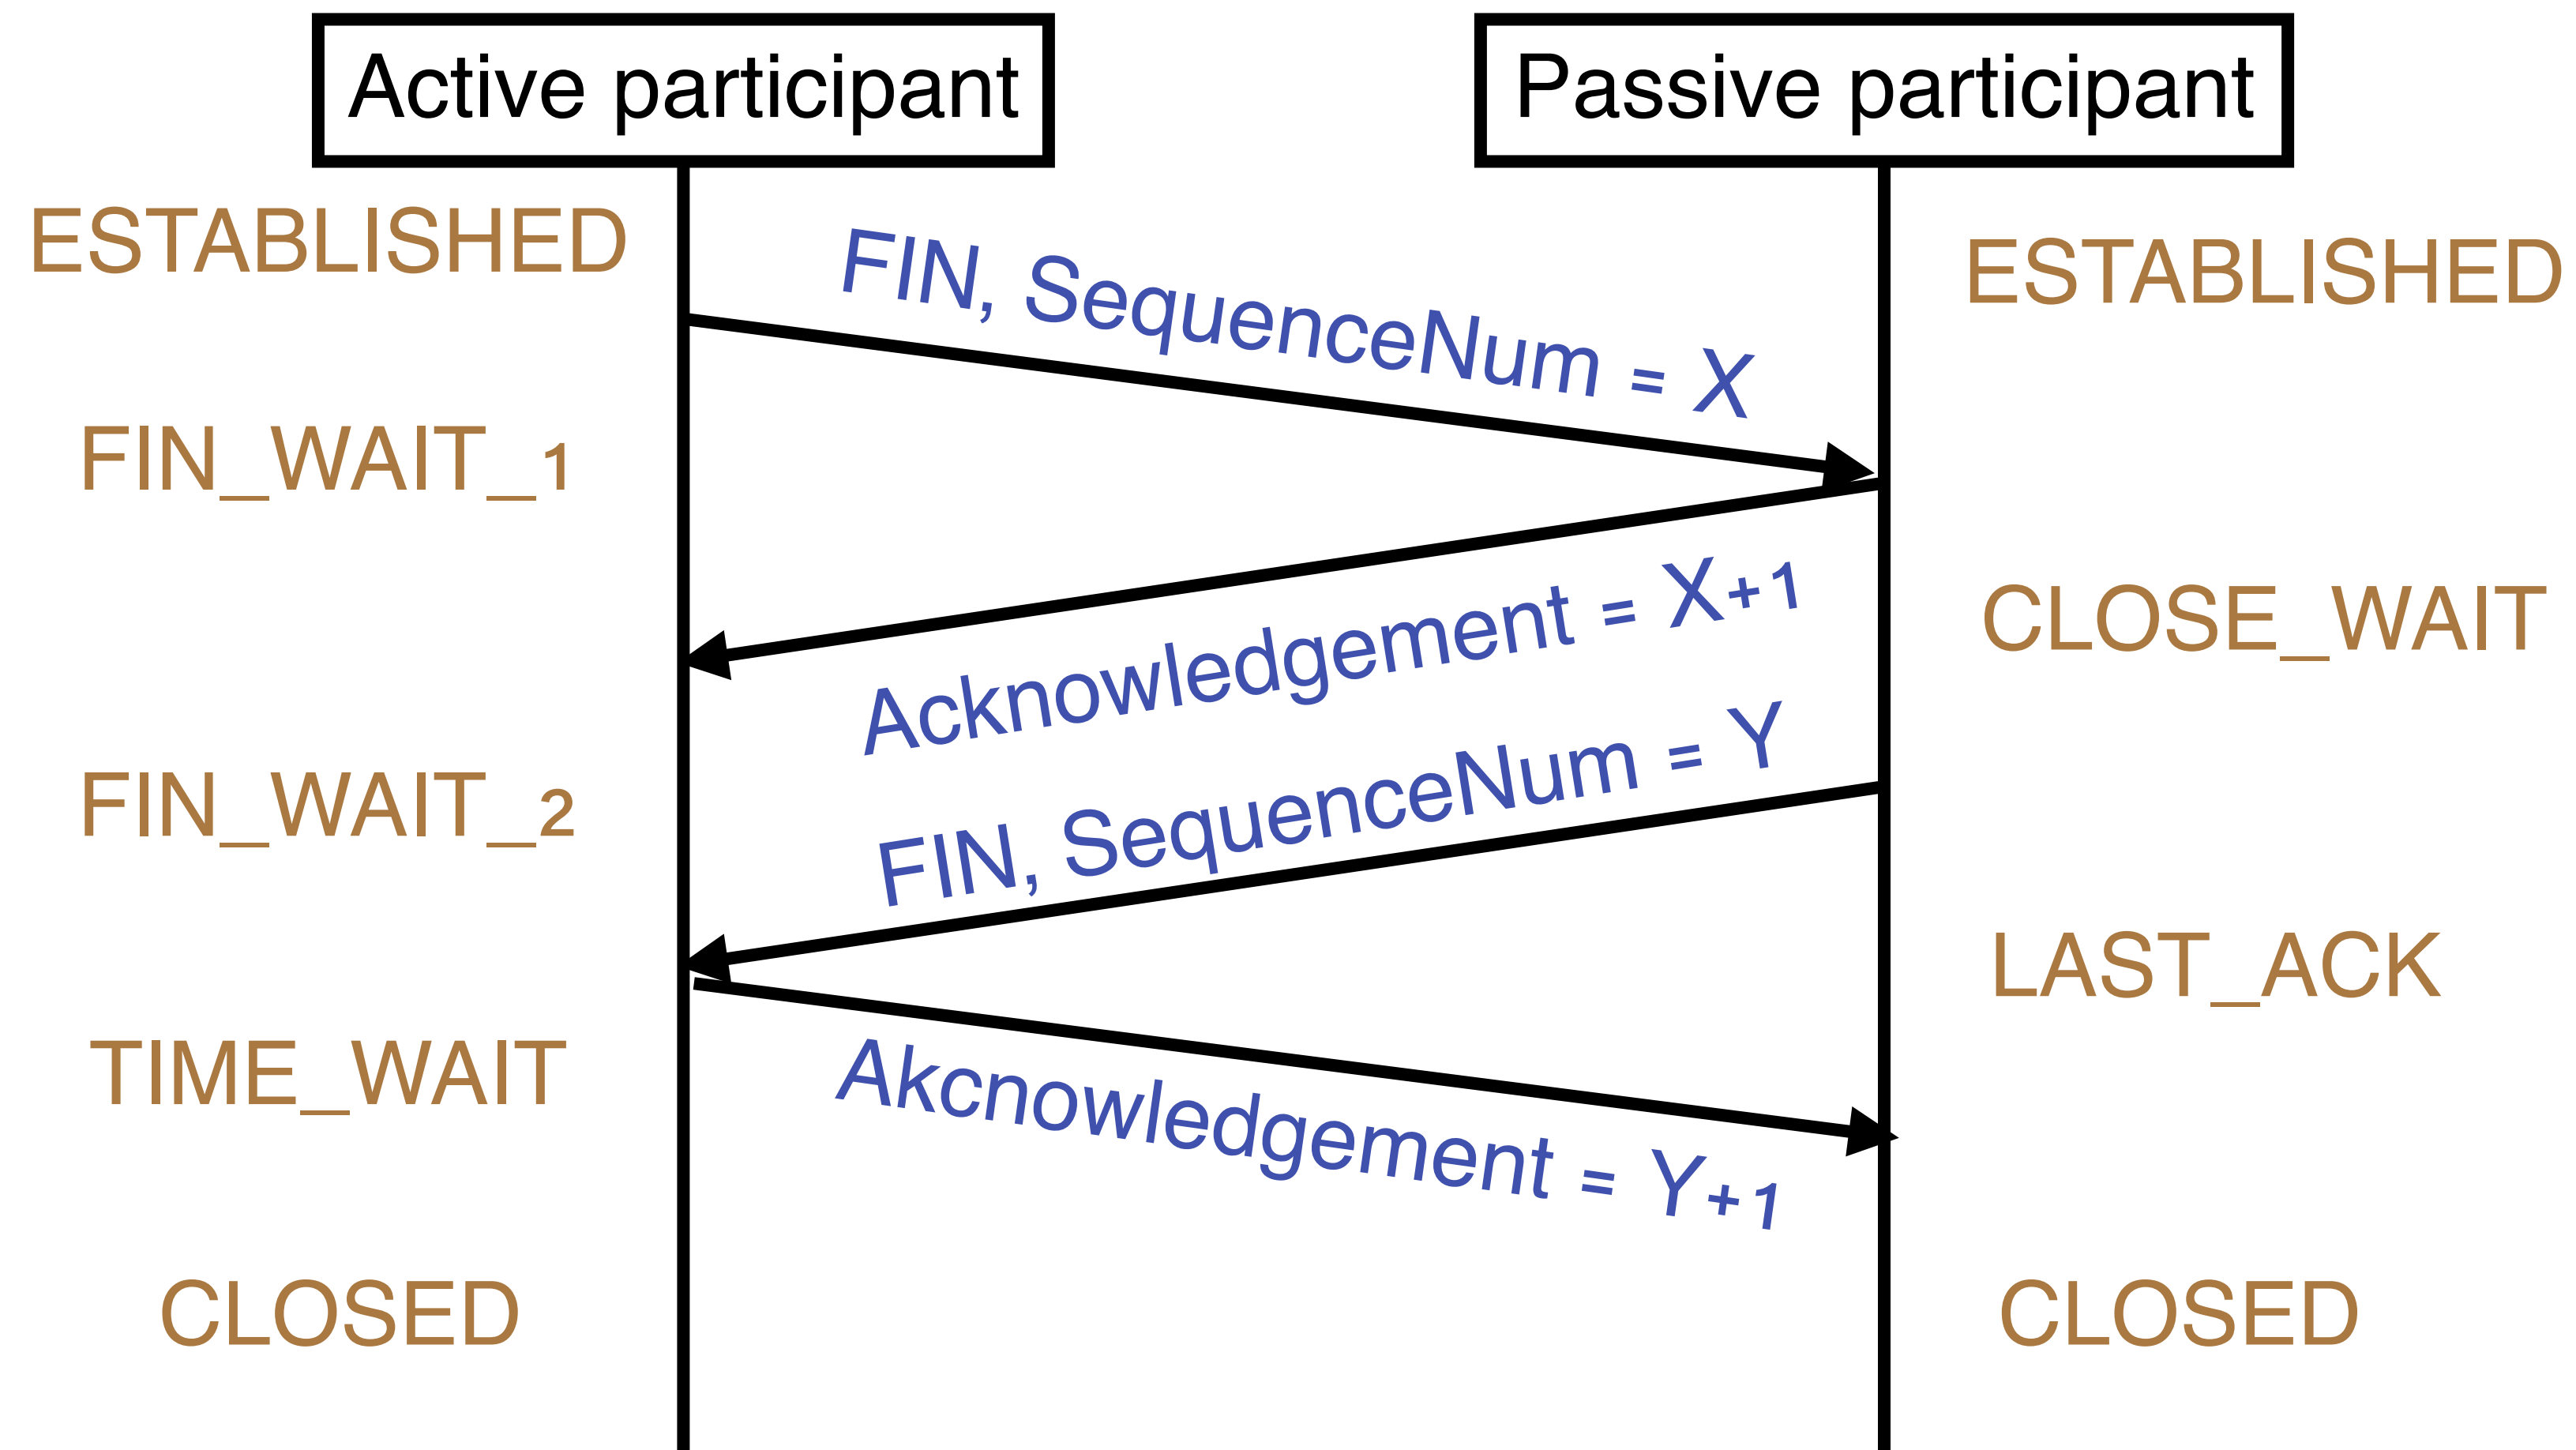 Active participant
Passive participant
ESTABLISHED
FIN, SequenceNum = X
ESTABLISHED
FIN_WAIT_1
Acknowledgement = X+1
CLOSE_WAIT
FIN_WAIT_2
FIN, SequenceNum = Y
LAST_ACK
TIME_WAIT
Akcnowledgement = Y+1
CLOSED
CLOSED